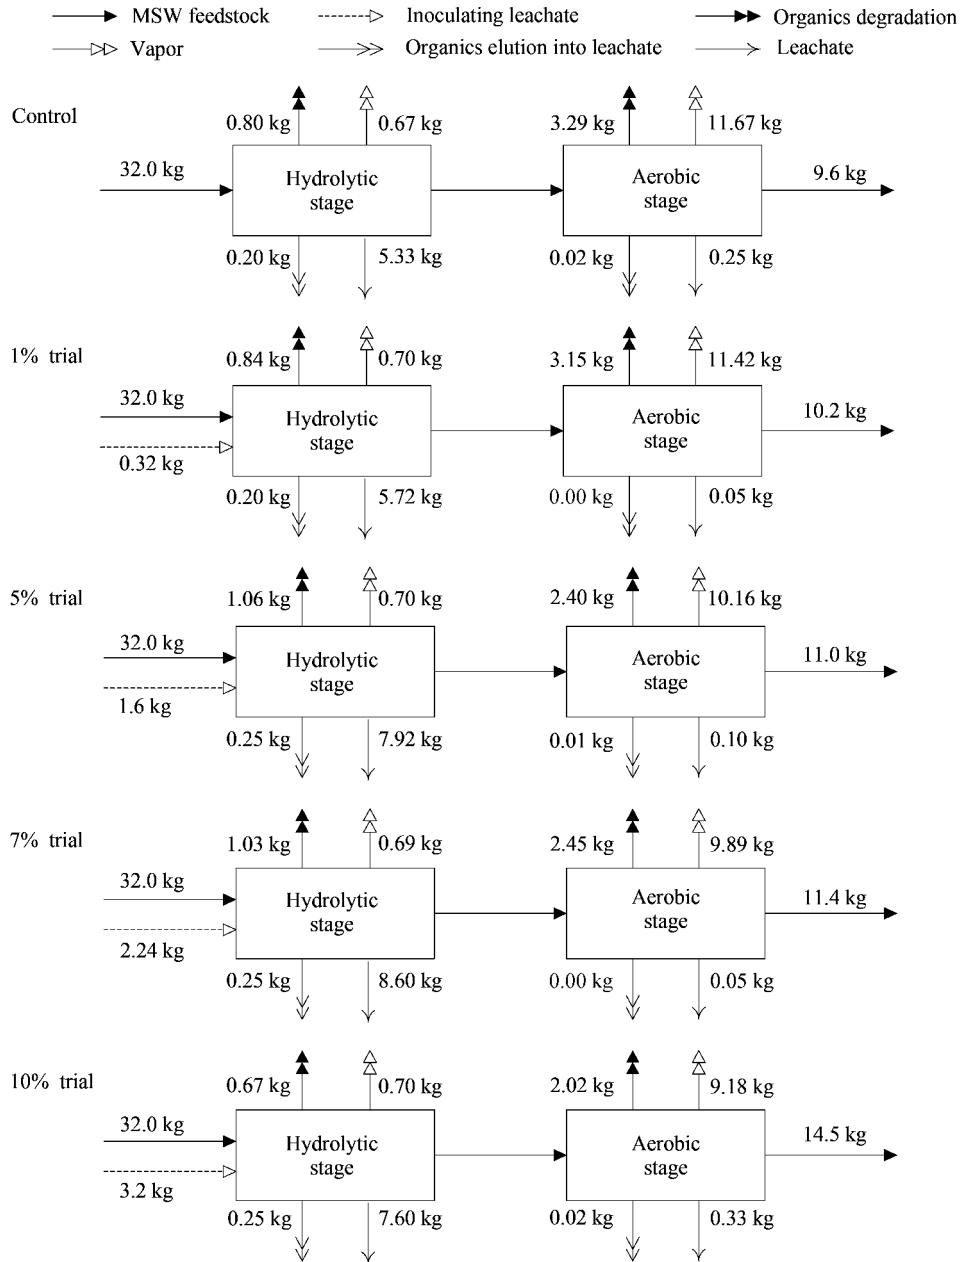 MSW feedstock Inoculating leachate Organics degradation
Vapor Organics elution into leachate Leachate
Control
0.80 kg 0.67 kg 3.29 kg 11.67 kg
32.0 kg Hydrolytic stage Aerobic stage 9.6 kg
0.20 kg 5.33 kg 0.02 kg 0.25 kg
1% trial
0.84 kg 0.70 kg 3.15 kg 11.42 kg
32.0 kg Hydrolytic stage Aerobic stage 10.2 kg
0.32 kg
0.20 kg 5.72 kg 0.00 kg 0.05 kg
5% trial
1.06 kg 0.70 kg 2.40 kg 10.16 kg
32.0 kg Hydrolytic stage Aerobic stage 11.0 kg
1.6 kg
0.25 kg 7.92 kg 0.01 kg 0.10 kg
7% trial
1.03 kg 0.69 kg 2.45 kg 9.89 kg
32.0 kg Hydrolytic stage Aerobic stage 11.4 kg
2.24 kg
0.25 kg 8.60 kg 0.00 kg 0.05 kg
10% trial
0.67 kg 0.70 kg 2.02 kg 9.18 kg
32.0 kg Hydrolytic stage Aerobic stage 14.5 kg
3.2 kg
0.25 kg 7.60 kg 0.02 kg 0.33 kg